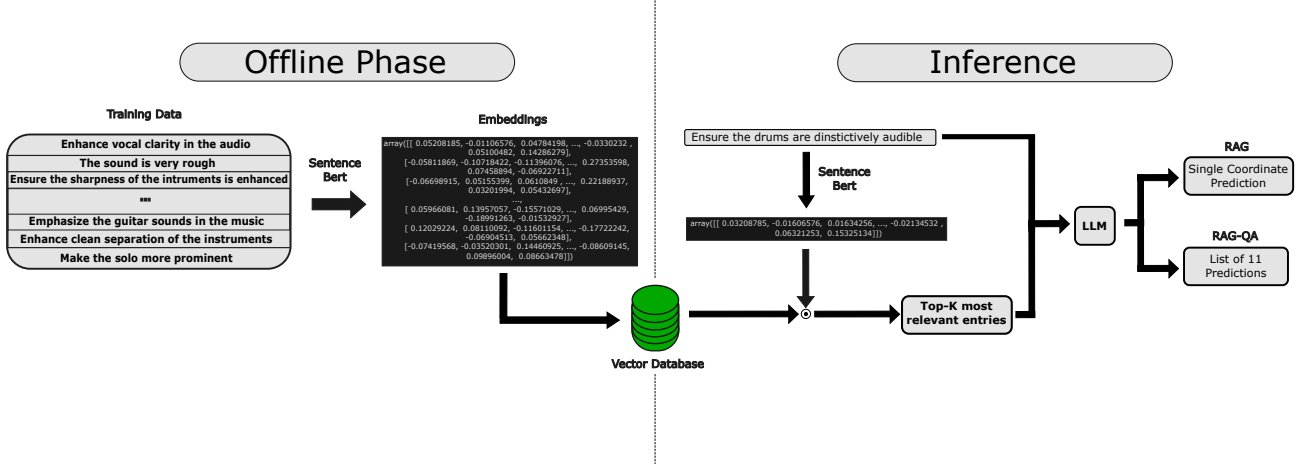 Offline Phase
Training Data
Enhance vocal clarity in the audio
The sound is very rough
Ensure the sharpness of the intruments is enhanced
...
Emphasize the guitar sounds in the music
Enhance clean separation of the instruments
Make the solo more prominent
Sentence
Bert
Embeddings
array([[ 0.05208185, -0.01106576,  0.04784198, ..., -0.0330232 ,
0.05100482,  0.14286279],
[-0.05811869, -0.10718422, -0.11396076, ...,  0.27353598,
0.07458894, -0.06922711],
[-0.06698915,  0.05155399,  0.0610849 , ...,  0.22188937,
0.03201994,  0.05432697],
...,
[ 0.05966081,  0.13957057, -0.15571029, ...,  0.06995429,
-0.18991263, -0.01532927],
[ 0.12029224,  0.08110092, -0.11601154, ..., -0.17722242,
-0.06904513,  0.05662348],
[-0.07419568, -0.03520301,  0.14460925, ..., -0.08609145,
0.09896004,  0.08663478]])
Vector Database
Inference
Ensure the drums are dinstictively audible
Sentence
Bert
array([[ 0.03208785, -0.01606576,  0.01634256, ..., -0.02134532 ,
0.06321253,  0.15325134]])
Top-K most
relevant entries
LLM
RAG
Single Coordinate
Prediction
RAG-QA
List of 11
Predictions